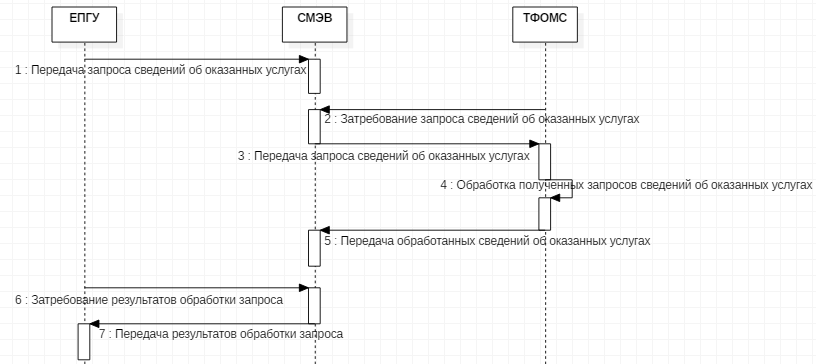 ЕПГУ
СМЭВ
ТФОМС
1 : Передача запроса сведений об оказанных услугах
2 : Затребование запроса сведений об оказанных услугах
3 : Передача запроса сведений об оказанных услугах
4 : Обработка полученных запросов сведений об оказанных услугах
5 : Передача обработанных сведений об оказанных услугах
6 : Затребование результатов обработки запроса
7 : Передача результатов обработки запроса